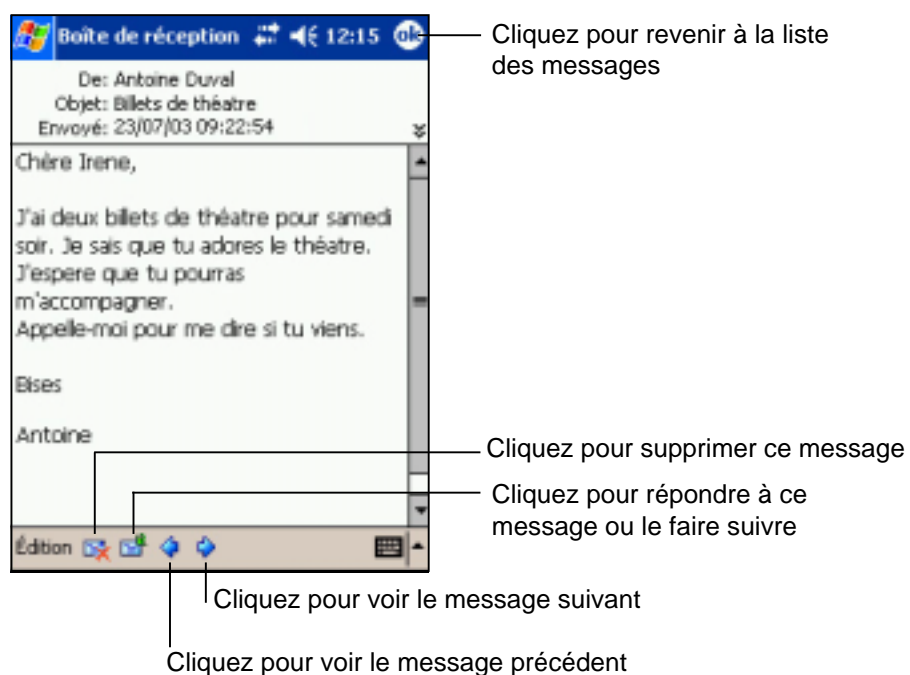 Boîte de réception 12:15 ok
Cliquez pour revenir à la liste
des messages
De: Antoine Duval
Objet: Billets de théatre
Envoyé: 23/07/03 09:22:54
Chère Irene,
J'ai deux billets de théatre pour samedi
soir. Je sais que tu adores le théatre.
J'espere que tu pourras
m'accompagner.
Appelle-moi pour me dire si tu viens.
Bises
Antoine
Cliquez pour supprimer ce message
Cliquez pour répondre à ce
message ou le faire suivre
Édition
Cliquez pour voir le message suivant
Cliquez pour voir le message précédent